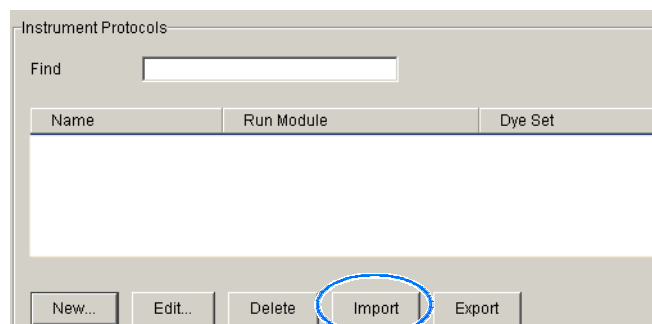 Instrument Protocols
Find
Name Run Module Dye Set
New... Edit... Delete Import Export